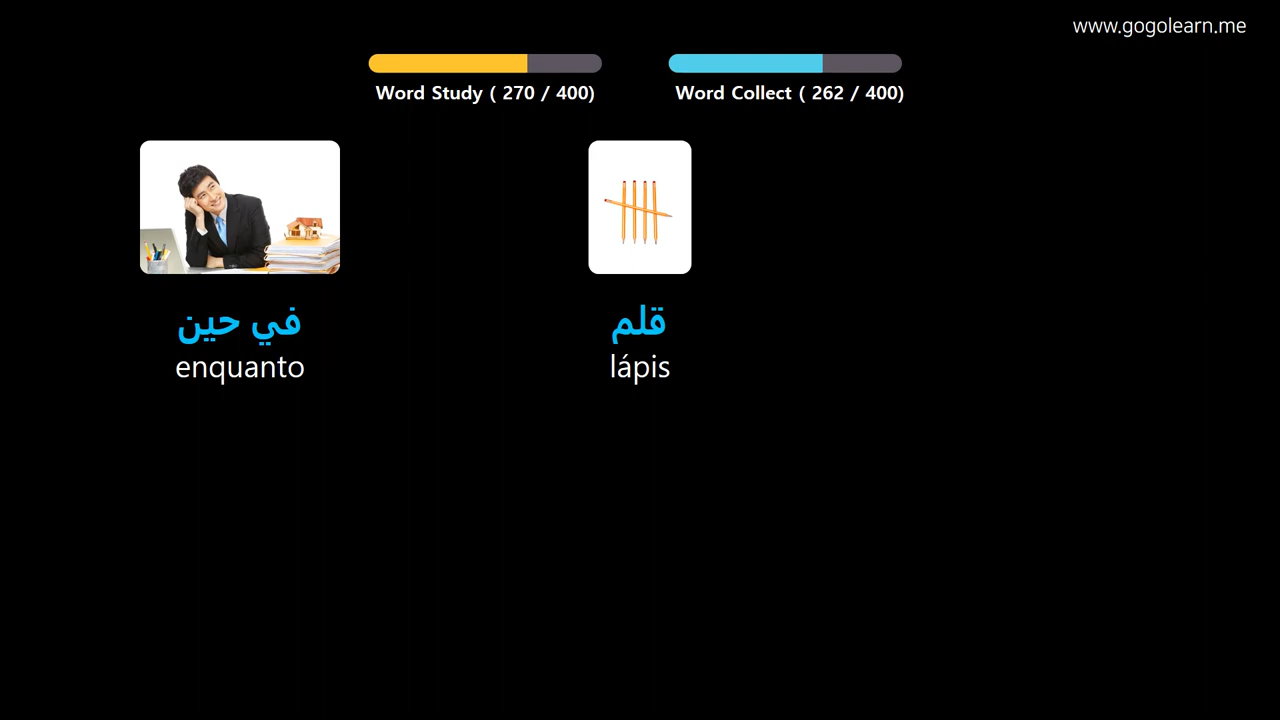 www.gogolearn.me
Word Study ( 270 / 400)
Word Collect ( 262 / 400)
في حين
enquanto
قلم
lápis